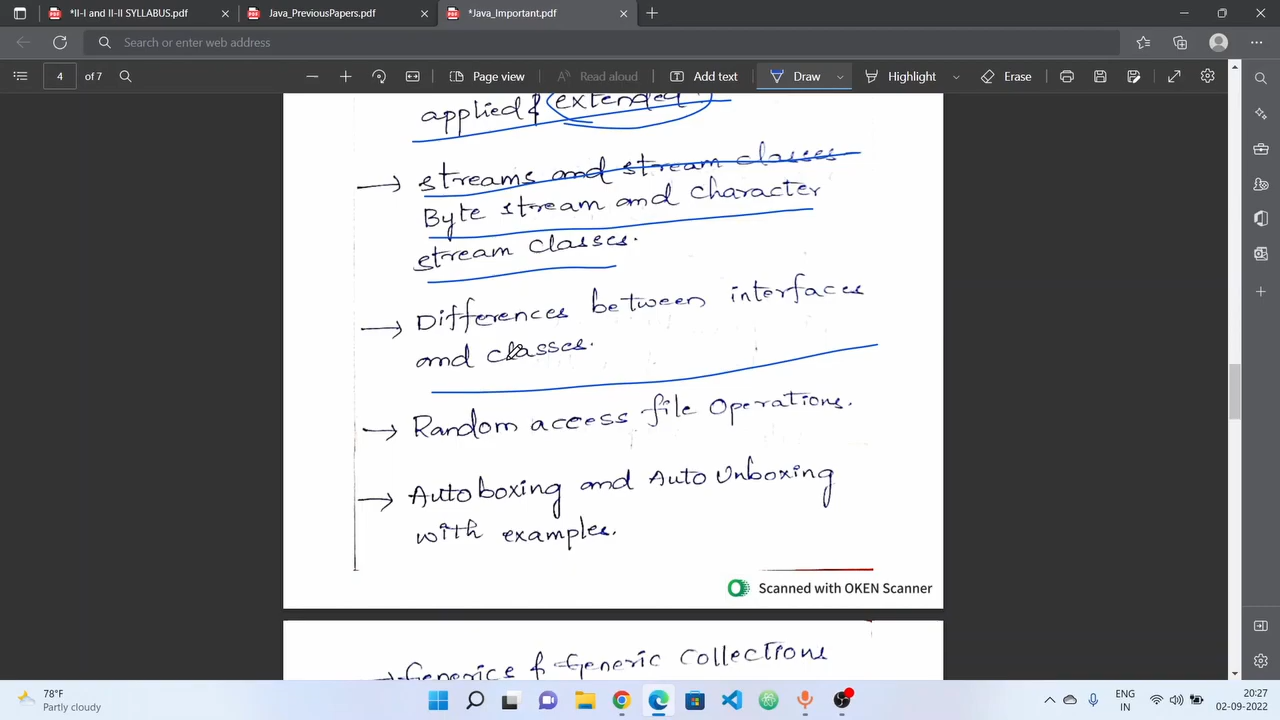 *II-I and II-II SYLLABUS.pdf
Java_PreviousPapers.pdf
*Java_Important.pdf
Search or enter web address
4 of 7
Page view
Read aloud
Add text
Draw
Highlight
Erase
applied & extended
→ streams and stream classes
Byte stream and character
stream classes.
→ Differences between interfaces
and classes.
→ Random access file Operations.
→ Autoboxing and Auto Unboxing
with examples.
Scanned with OKEN Scanner
→ Generics & Generic Collections
78°F
Partly cloudy
ENG
IN
20:27
02-09-2022